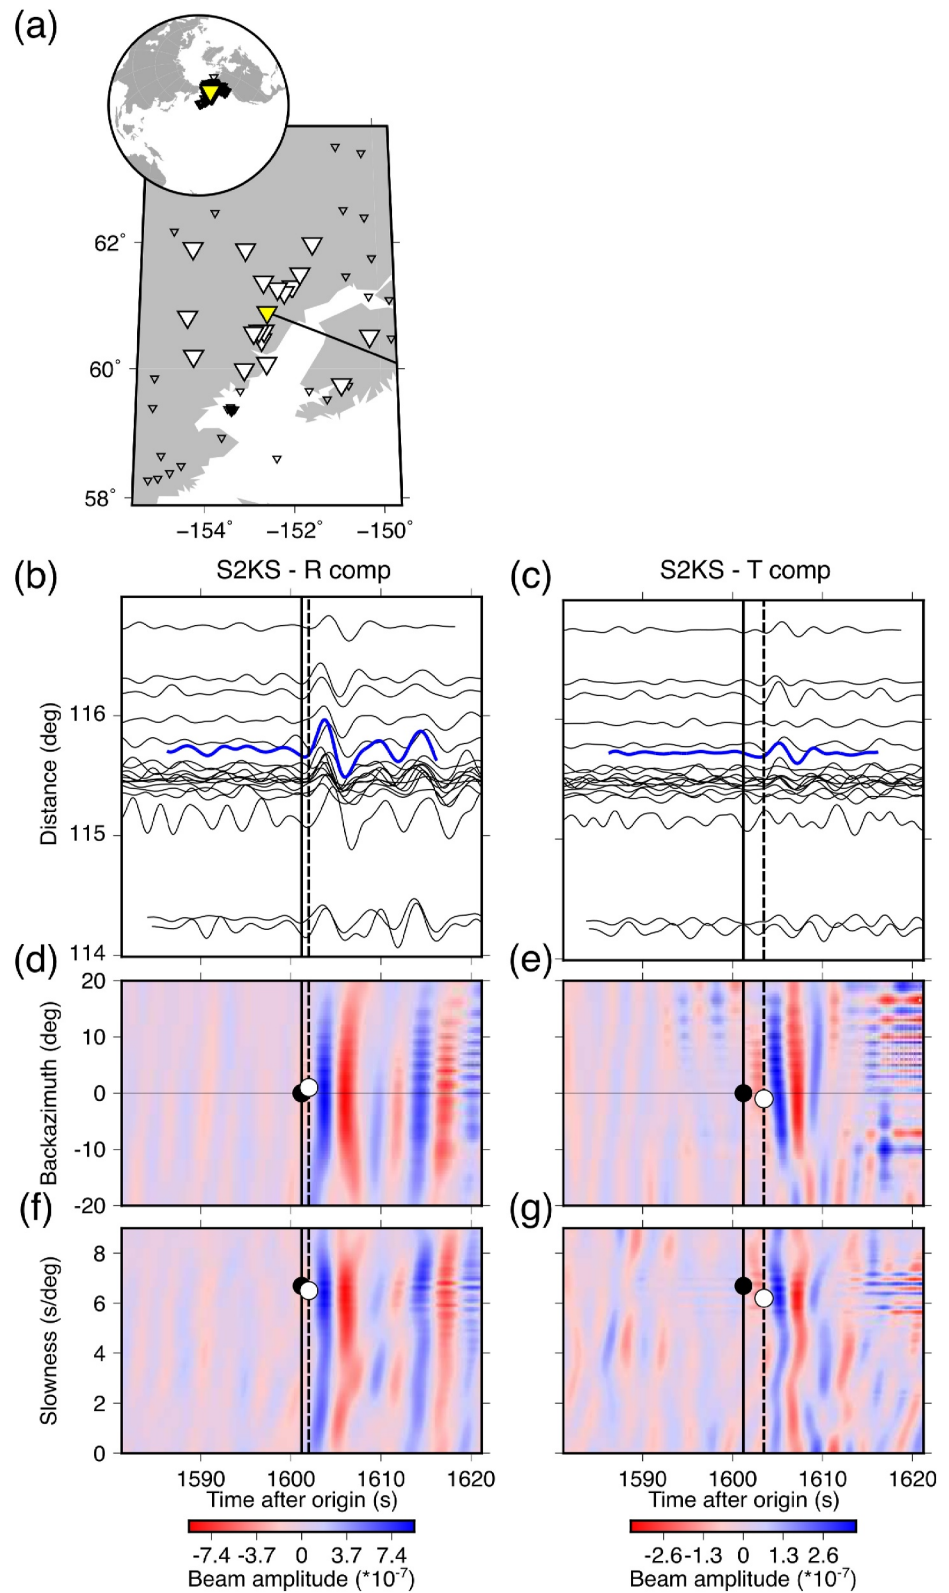 (a)
62°
60°
58°
−154° −152° −150°
(b) S2KS - R comp (c) S2KS - T comp
Distance (deg)
116
115
114
(d) (e)
Backazimuth (deg)
20
10
0
-10
-20
(f) (g)
Slowness (s/deg)
8
6
4
2
0
1590 1600 1610 1620 1590 1600 1610 1620
Time after origin (s) Time after origin (s)
-7.4 -3.7 0 3.7 7.4 -2.6 -1.3 0 1.3 2.6
Beam amplitude (*10⁻⁷) Beam amplitude (*10⁻⁷)